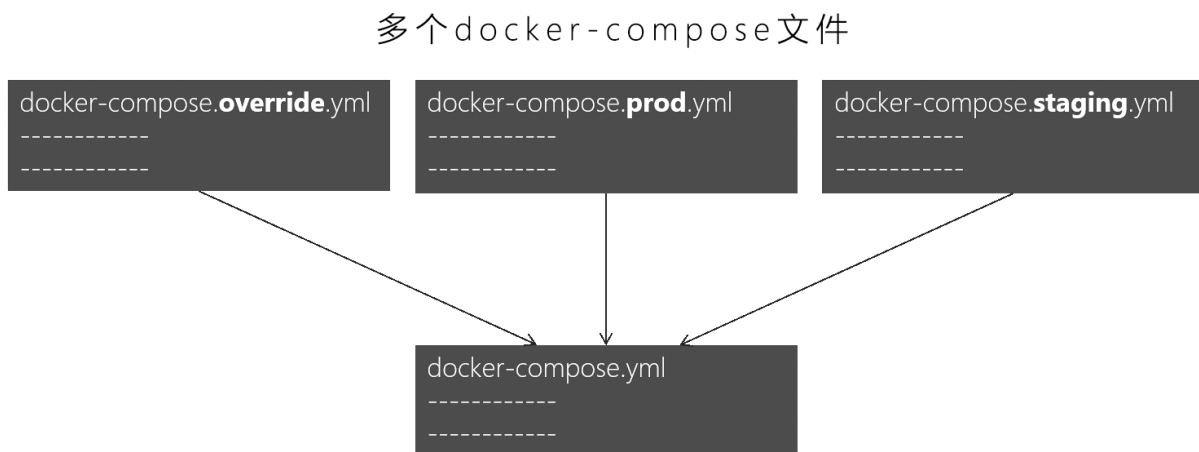 多个docker-compose文件
docker-compose.override.yml
------------
------------
docker-compose.prod.yml
------------
------------
docker-compose.staging.yml
------------
------------
docker-compose.yml
------------
------------